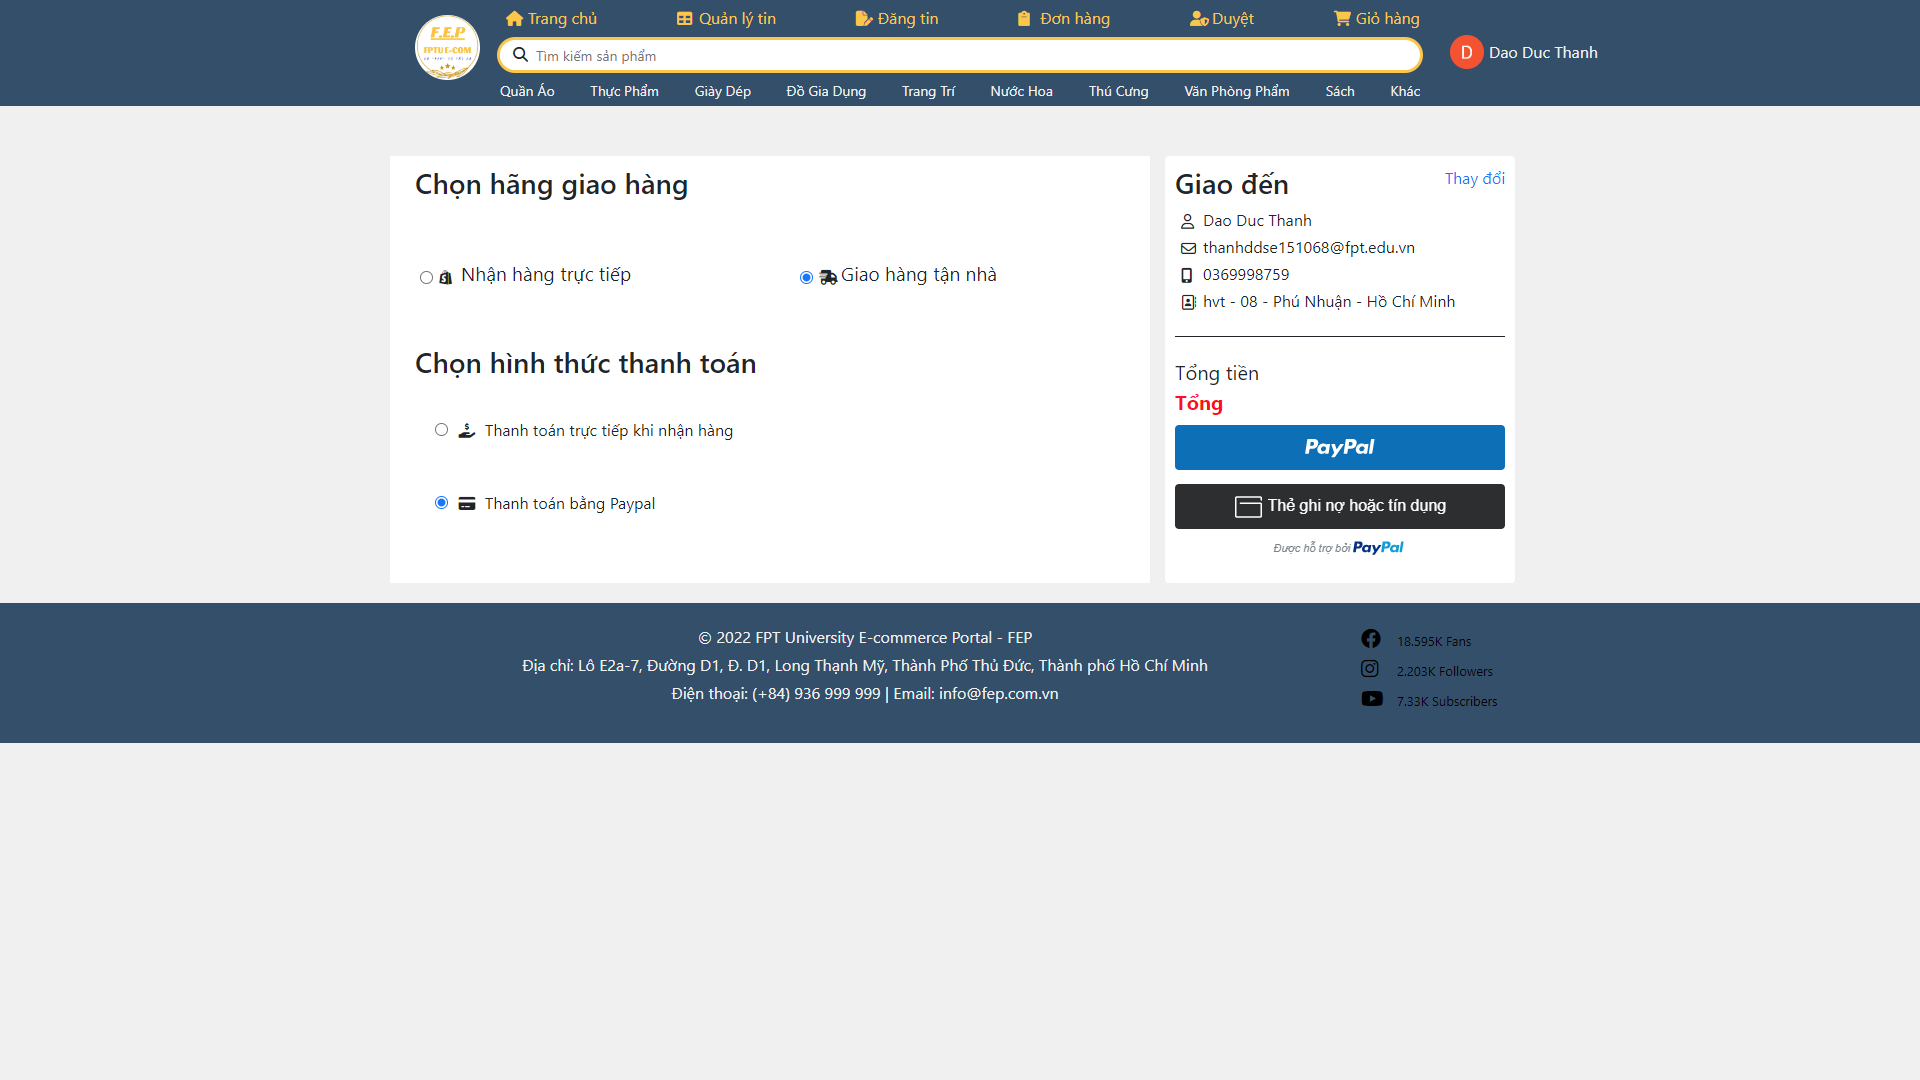 Trang chủ Quản lý tin Đăng tin Đơn hàng Duyệt Giỏ hàng
F.E.P
FPTU E-COM
Tìm kiếm sản phẩm
D Dao Duc Thanh
Quần Áo Thực Phẩm Giày Dép Đồ Gia Dụng Trang Trí Nước Hoa Thú Cưng Văn Phòng Phẩm Sách Khác
Chọn hãng giao hàng
Nhận hàng trực tiếp Giao hàng tận nhà
Chọn hình thức thanh toán
Thanh toán trực tiếp khi nhận hàng
Thanh toán bằng Paypal
Giao đến Thay đổi
Dao Duc Thanh
thanhddse151068@fpt.edu.vn
0369998759
hvt - 08 - Phú Nhuận - Hồ Chí Minh
Tổng tiền
Tổng
PayPal
Thẻ ghi nợ hoặc tín dụng
Được hỗ trợ bởi PayPal
© 2022 FPT University E-commerce Portal - FEP
Địa chỉ: Lô E2a-7, Đường D1, Đ. D1, Long Thạnh Mỹ, Thành Phố Thủ Đức, Thành phố Hồ Chí Minh
Điện thoại: (+84) 936 999 999 | Email: info@fep.com.vn
18.595K Fans
2.203K Followers
7.33K Subscribers